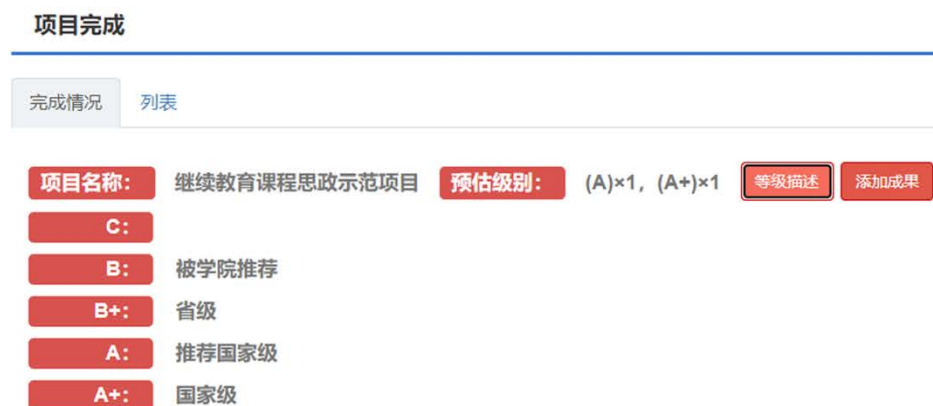 项目完成
完成情况 列表
项目名称： 继续教育课程思政示范项目 预估级别： (A)×1，(A+)×1 等级描述 添加成果
C：
B： 被学院推荐
B+： 省级
A： 推荐国家级
A+： 国家级